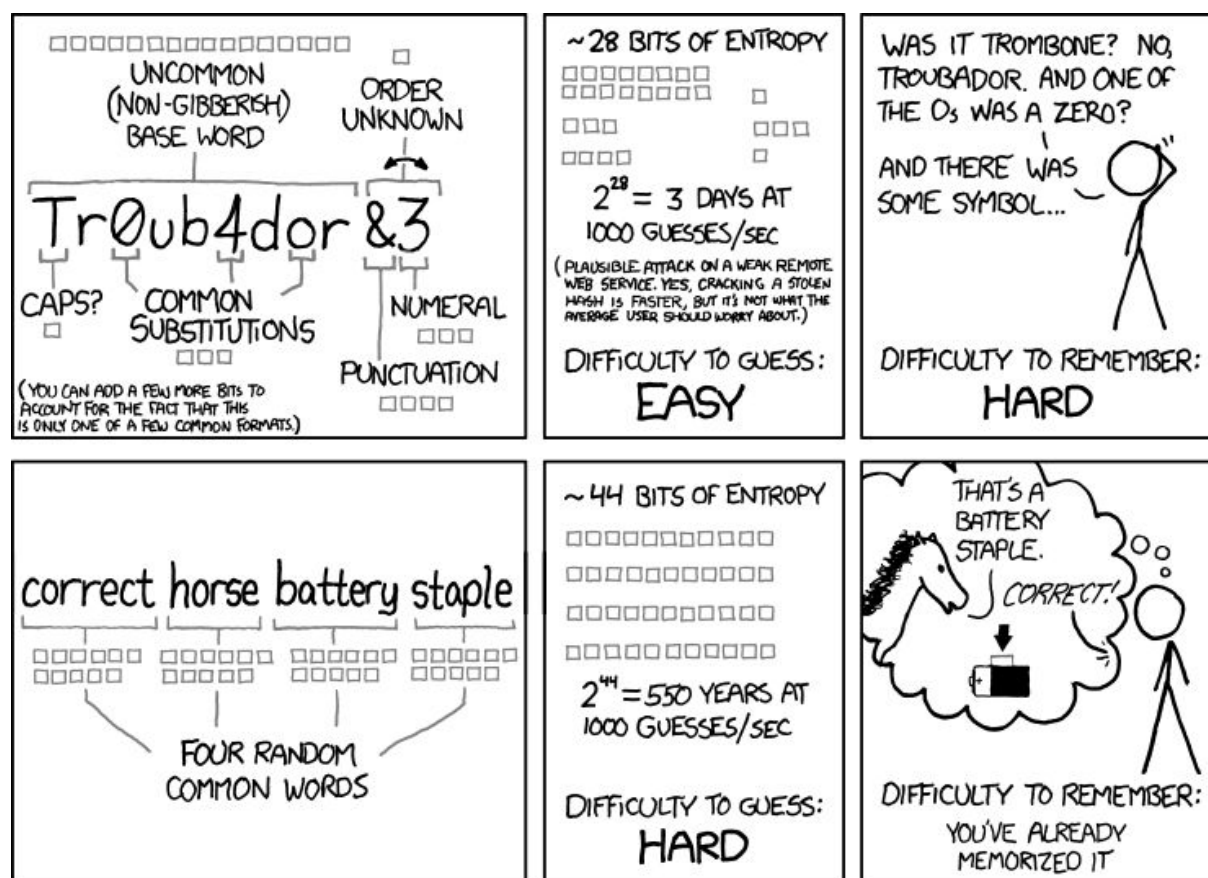 UNCOMMON
(NON-GIBBERISH)
BASE WORD
ORDER
UNKNOWN
Tr0ub4dor &3
CAPS?
COMMON
SUBSTITUTIONS
NUMERAL
PUNCTUATION
(YOU CAN ADD A FEW MORE BITS TO
ACCOUNT FOR THE FACT THAT THIS
IS ONLY ONE OF A FEW COMMON FORMATS.)
~28 BITS OF ENTROPY
2^28 = 3 DAYS AT
1000 GUESSES/SEC
(PLAUSIBLE ATTACK ON A WEAK REMOTE
WEB SERVICE. YES, CRACKING A STOLEN
HASH IS FASTER, BUT IT'S NOT WHAT THE
AVERAGE USER SHOULD WORRY ABOUT.)
DIFFICULTY TO GUESS:
EASY
WAS IT TROMBONE? NO,
TROUBADOR. AND ONE OF
THE Os WAS A ZERO?
AND THERE WAS
SOME SYMBOL...
DIFFICULTY TO REMEMBER:
HARD
correct horse battery staple
FOUR RANDOM
COMMON WORDS
~44 BITS OF ENTROPY
2^44 = 550 YEARS AT
1000 GUESSES/SEC
DIFFICULTY TO GUESS:
HARD
THAT'S A
BATTERY
STAPLE.
CORRECT!
DIFFICULTY TO REMEMBER:
YOU'VE ALREADY
MEMORIZED IT